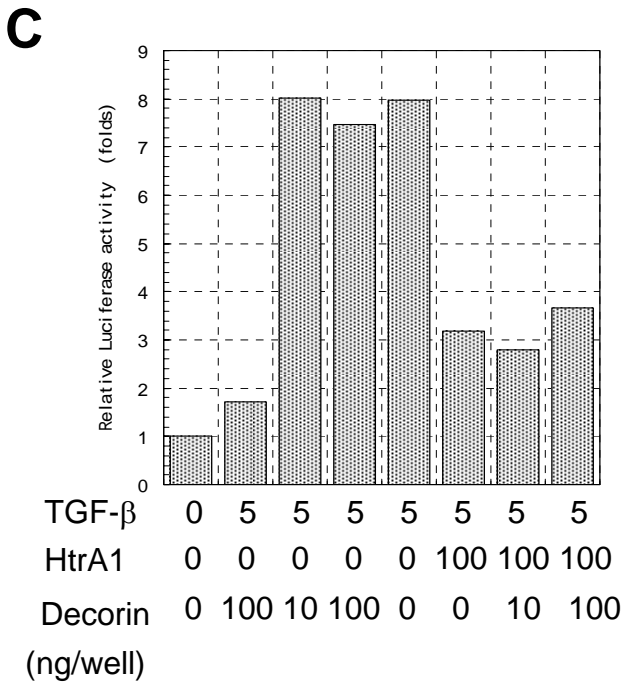 C
Relative Luciferase activity (folds)
9
8
7
6
5
4
3
2
1
0
TGF-β 0 5 5 5 5 5 5 5
HtrA1 0 0 0 0 0 100 100 100
Decorin 0 100 10 100 0 0 10 100
(ng/well)